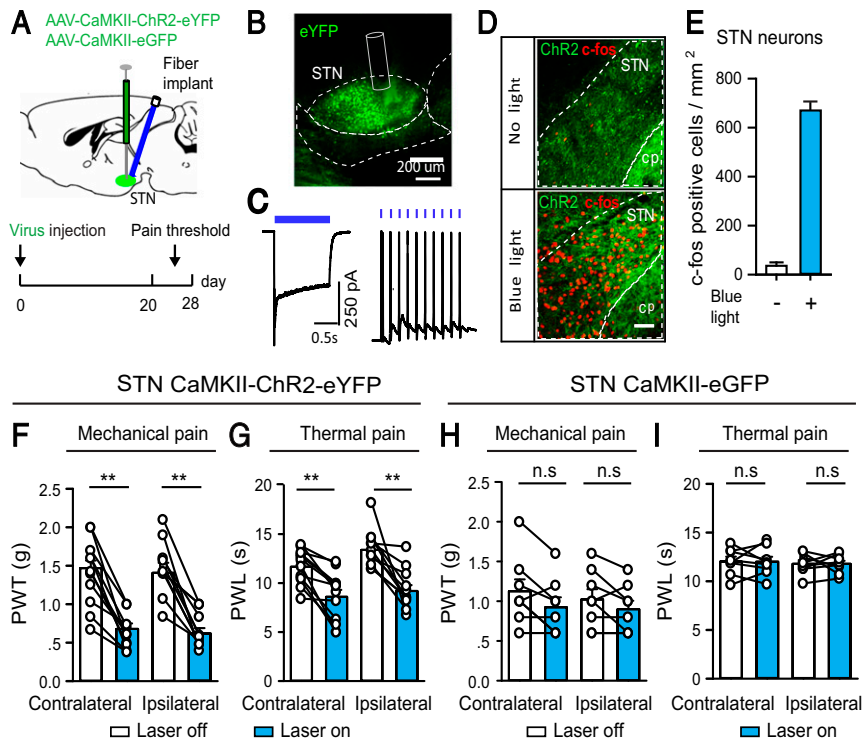 A
AAV-CaMKII-ChR2-eYFP
AAV-CaMKII-eGFP
Fiber
implant
STN
Virus injection
Pain threshold
0
20
28
day
B
eYFP
STN
200 um
C
250 pA
0.5s
D
No light
ChR2 c-fos
STN
cp
Blue light
ChR2 c-fos
STN
cp
E
STN neurons
c-fos positive cells / mm²
800
600
400
200
0
Blue
light
- +
STN CaMKII-ChR2-eYFP
STN CaMKII-eGFP
F
Mechanical pain
** **
PWT (g)
2.5
2.0
1.5
1.0
.5
0.0
Contralateral Ipsilateral
G
Thermal pain
** **
PWL (s)
20
15
10
5
0
Contralateral Ipsilateral
Laser off
Laser on
H
Mechanical pain
n.s n.s
PWT (g)
2.5
2.0
1.5
1.0
.5
0.0
Contralateral Ipsilateral
I
Thermal pain
n.s n.s
PWL (s)
20
15
10
5
0
Contralateral Ipsilateral
Laser off
Laser on